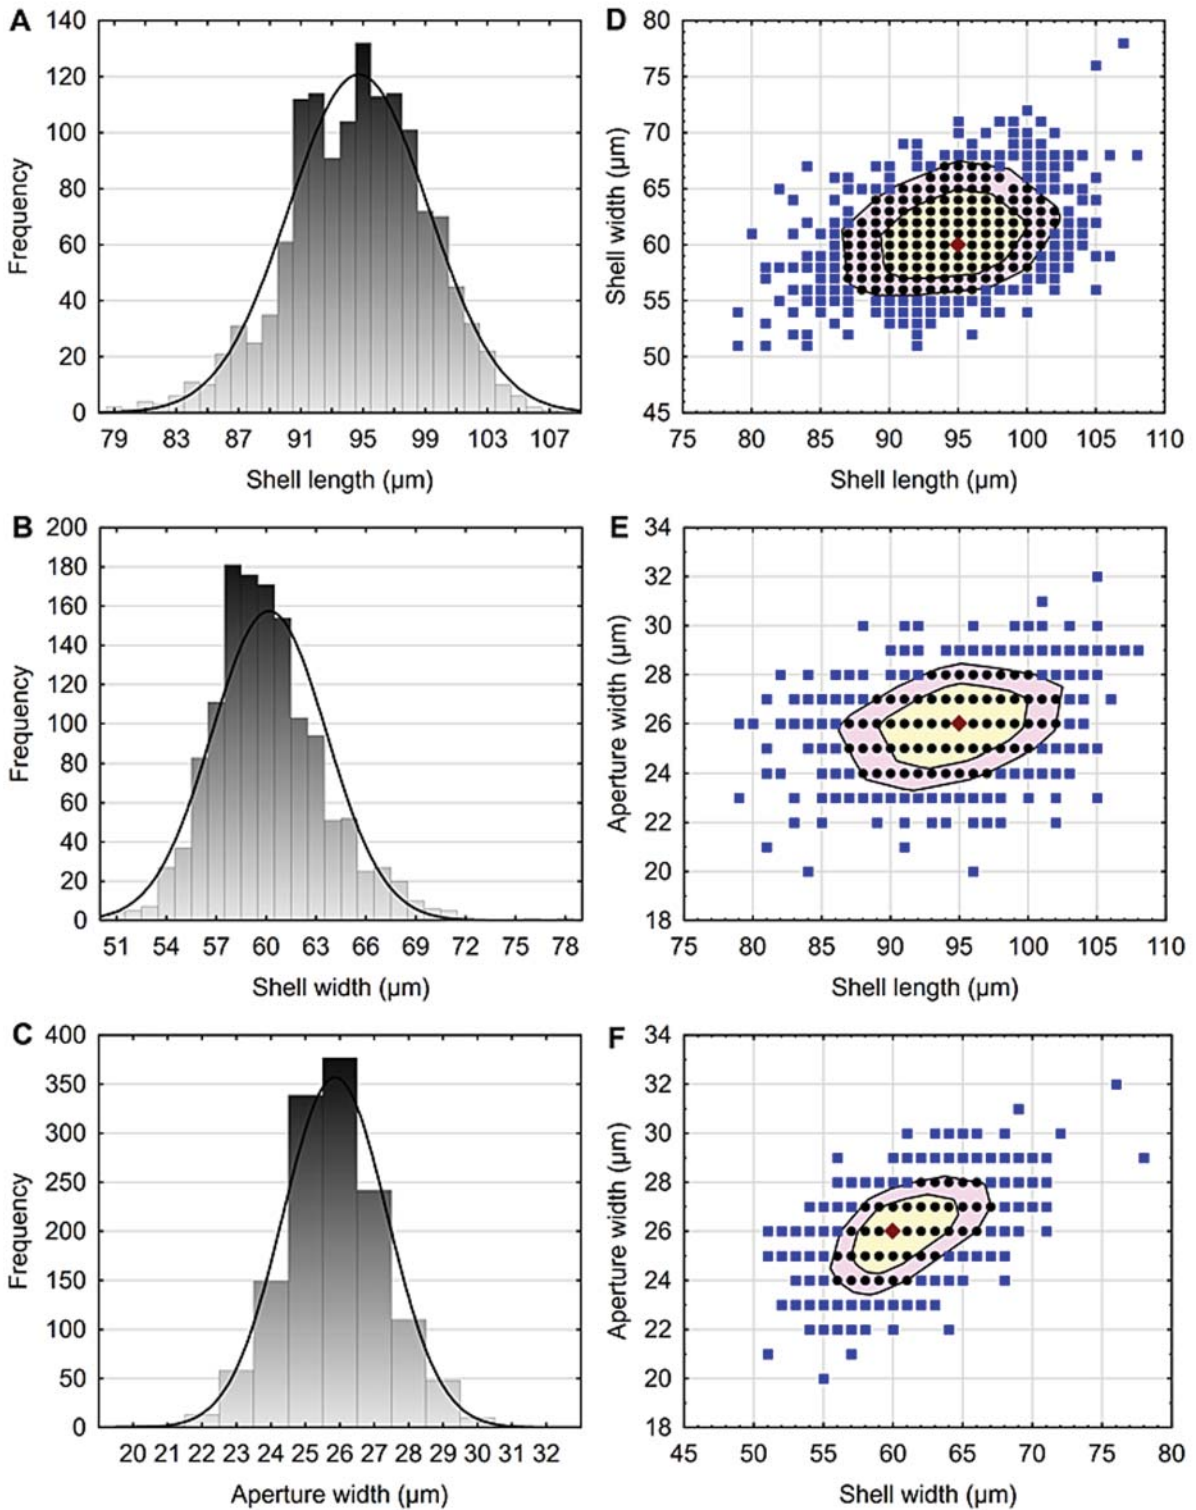 A
140
120
100
80
60
40
20
0
Frequency
79 83 87 91 95 99 103 107
Shell length (µm)
D
80
75
70
65
60
55
50
45
Shell width (µm)
75 80 85 90 95 100 105 110
Shell length (µm)
B
200
180
160
140
120
100
80
60
40
20
0
Frequency
51 54 57 60 63 66 69 72 75 78
Shell width (µm)
E
34
32
30
28
26
24
22
20
18
Aperture width (µm)
75 80 85 90 95 100 105 110
Shell length (µm)
C
400
350
300
250
200
150
100
50
0
Frequency
20 21 22 23 24 25 26 27 28 29 30 31 32
Aperture width (µm)
F
34
32
30
28
26
24
22
20
18
Aperture width (µm)
45 50 55 60 65 70 75 80
Shell width (µm)